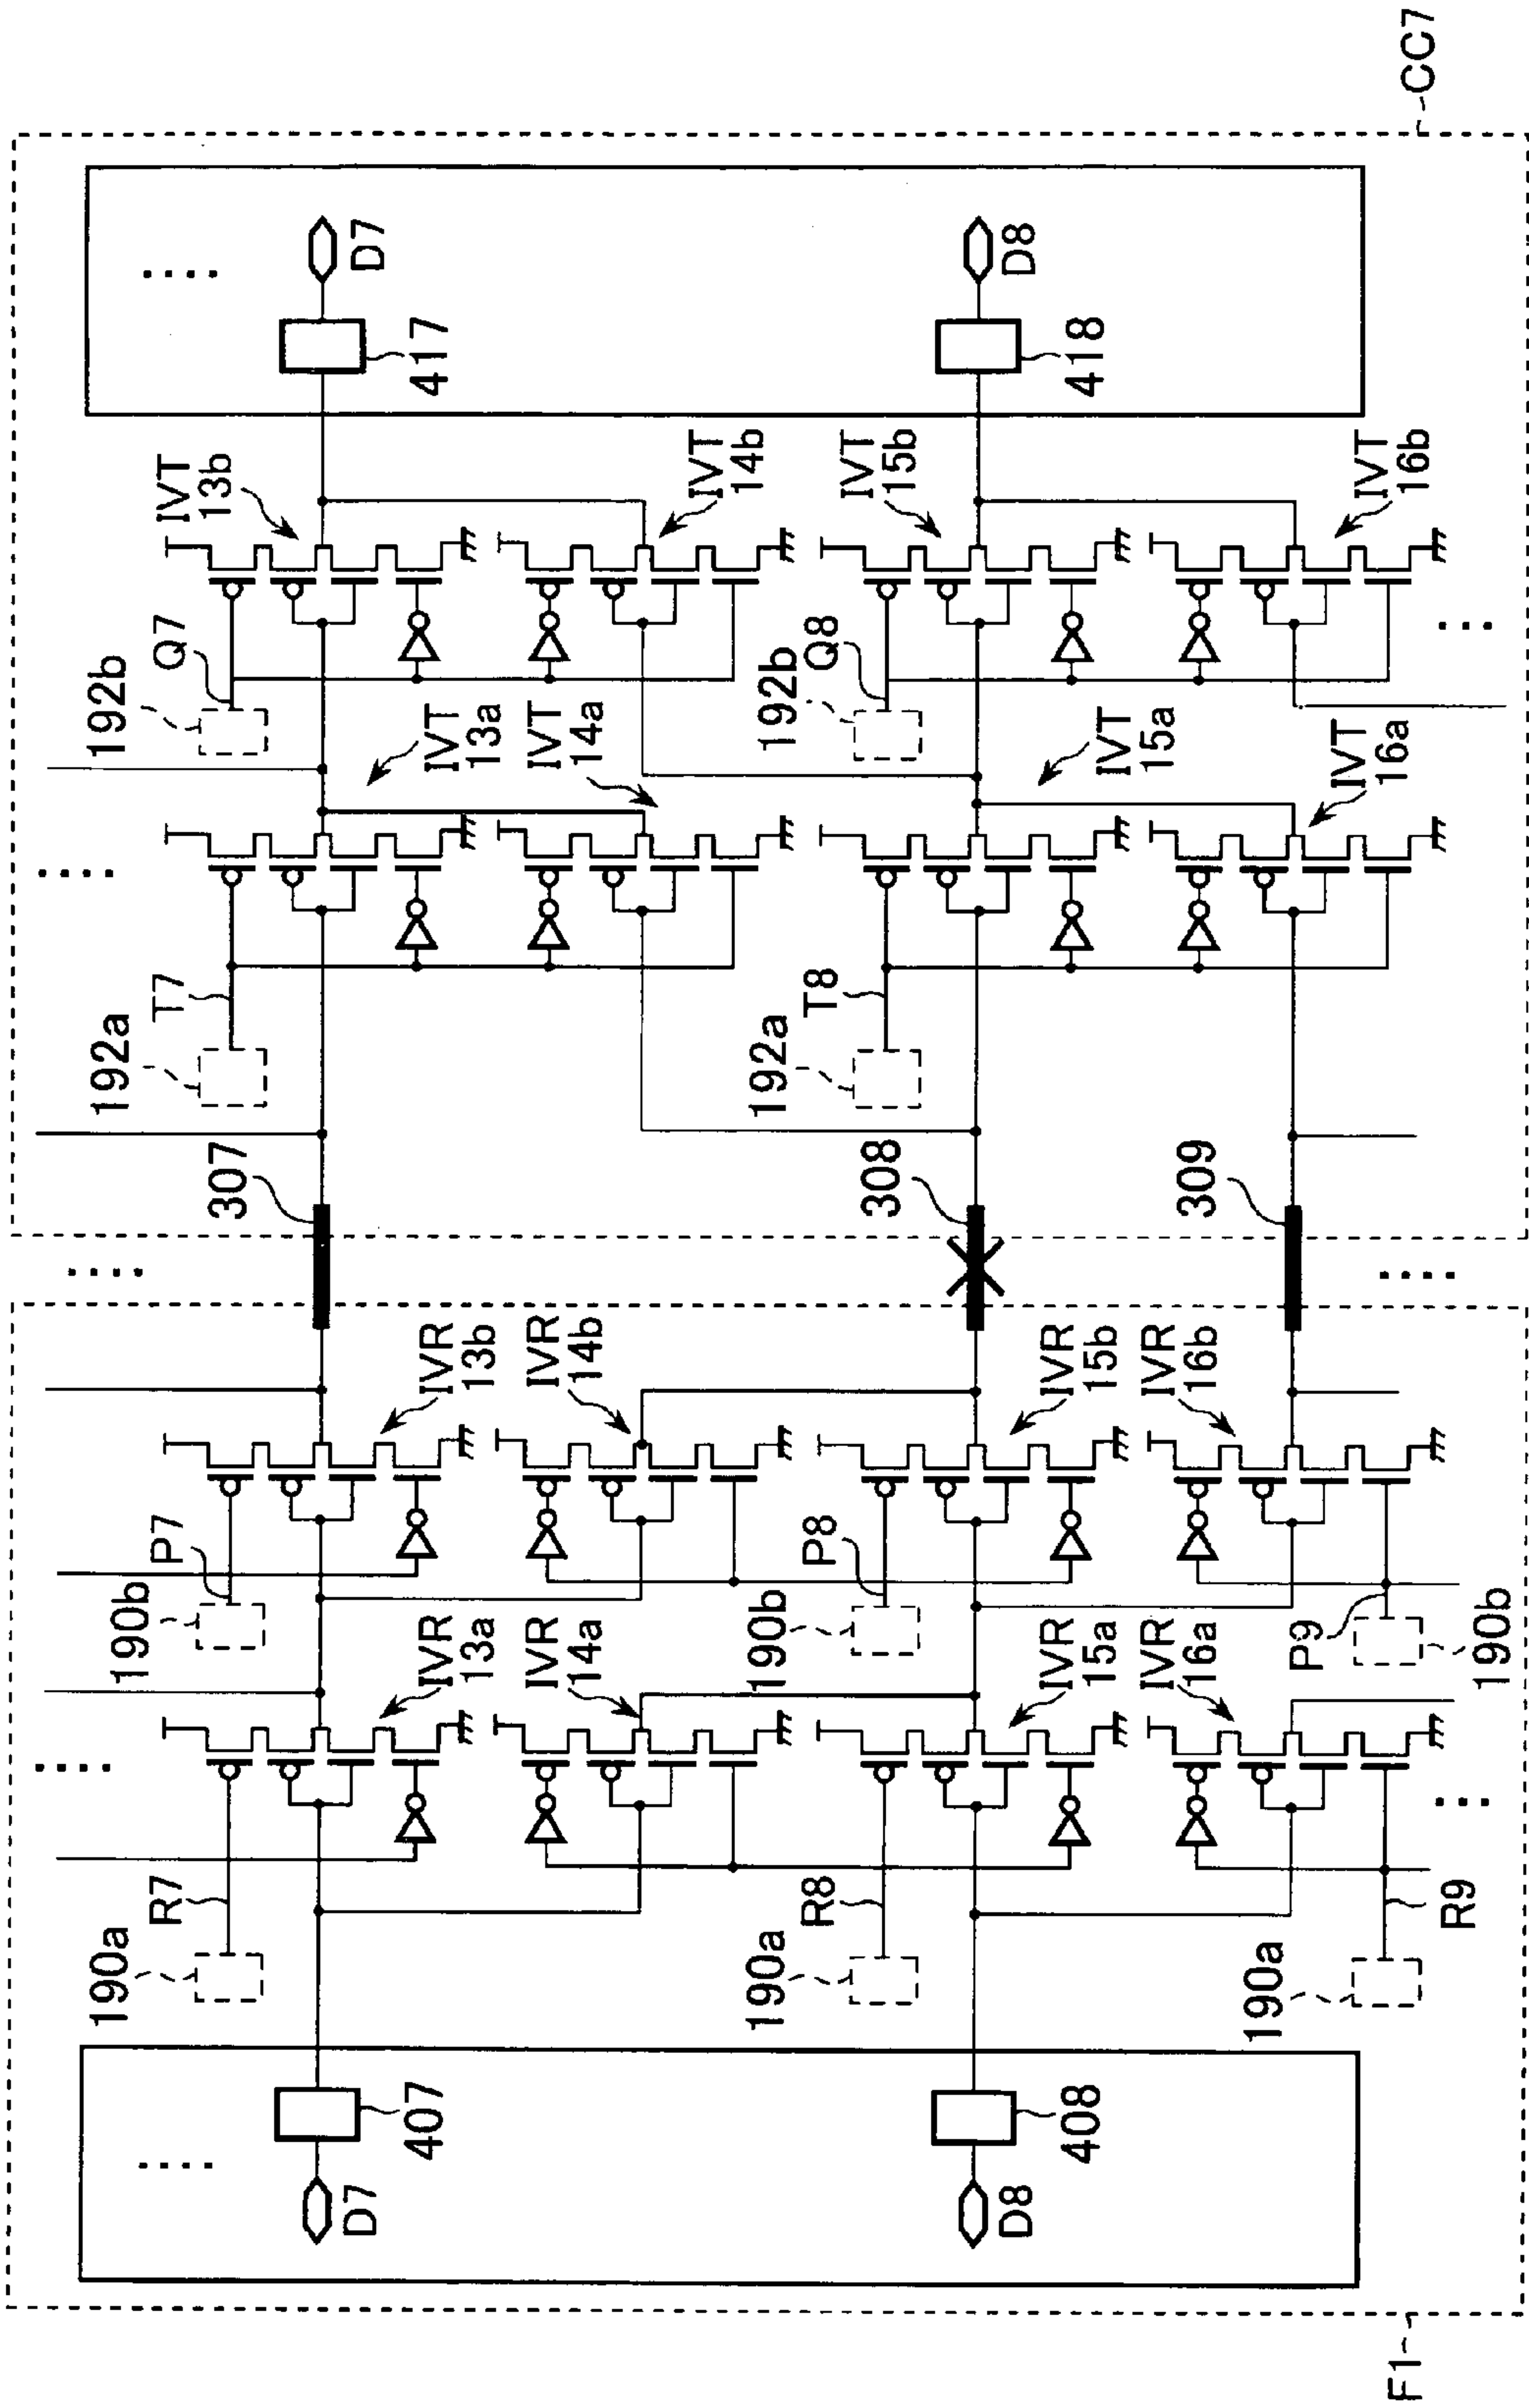 CC7
D7
D8
417
418
IVT
13b
IVT
14b
IVT
15b
IVT
16b
192b
Q7
192b
Q8
IVT
13a
IVT
14a
IVT
15a
IVT
16a
192a
T7
192a
T8
307
308
309
IVR
13b
IVR
14b
IVR
15b
IVR
16b
190b
P7
190b
P8
P9
190b
IVR
13a
IVR
14a
IVR
15a
IVR
16a
190a
R7
190a
R8
190a
R9
407
408
D7
D8
F1